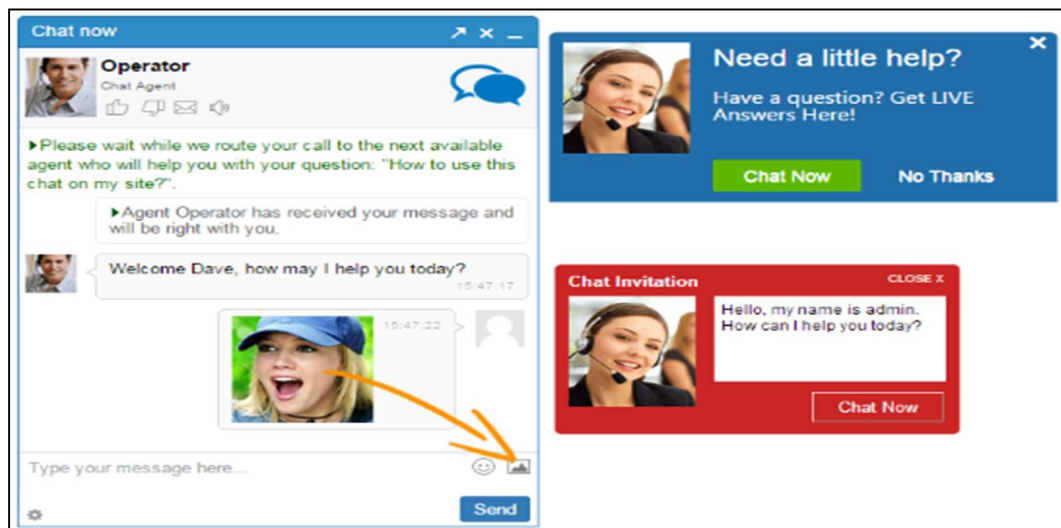 Chat now
Operator
Chat Agent
▶Please wait while we route your call to the next available
agent who will help you with your question: "How to use this
chat on my site?".
▶Agent Operator has received your message and
will be right with you.
Welcome Dave, how may I help you today?
15:47:17
15:47:22
Type your message here...
Send
Need a little help?
Have a question? Get LIVE
Answers Here!
Chat Now
No Thanks
Chat Invitation
CLOSE X
Hello, my name is admin.
How can I help you today?
Chat Now